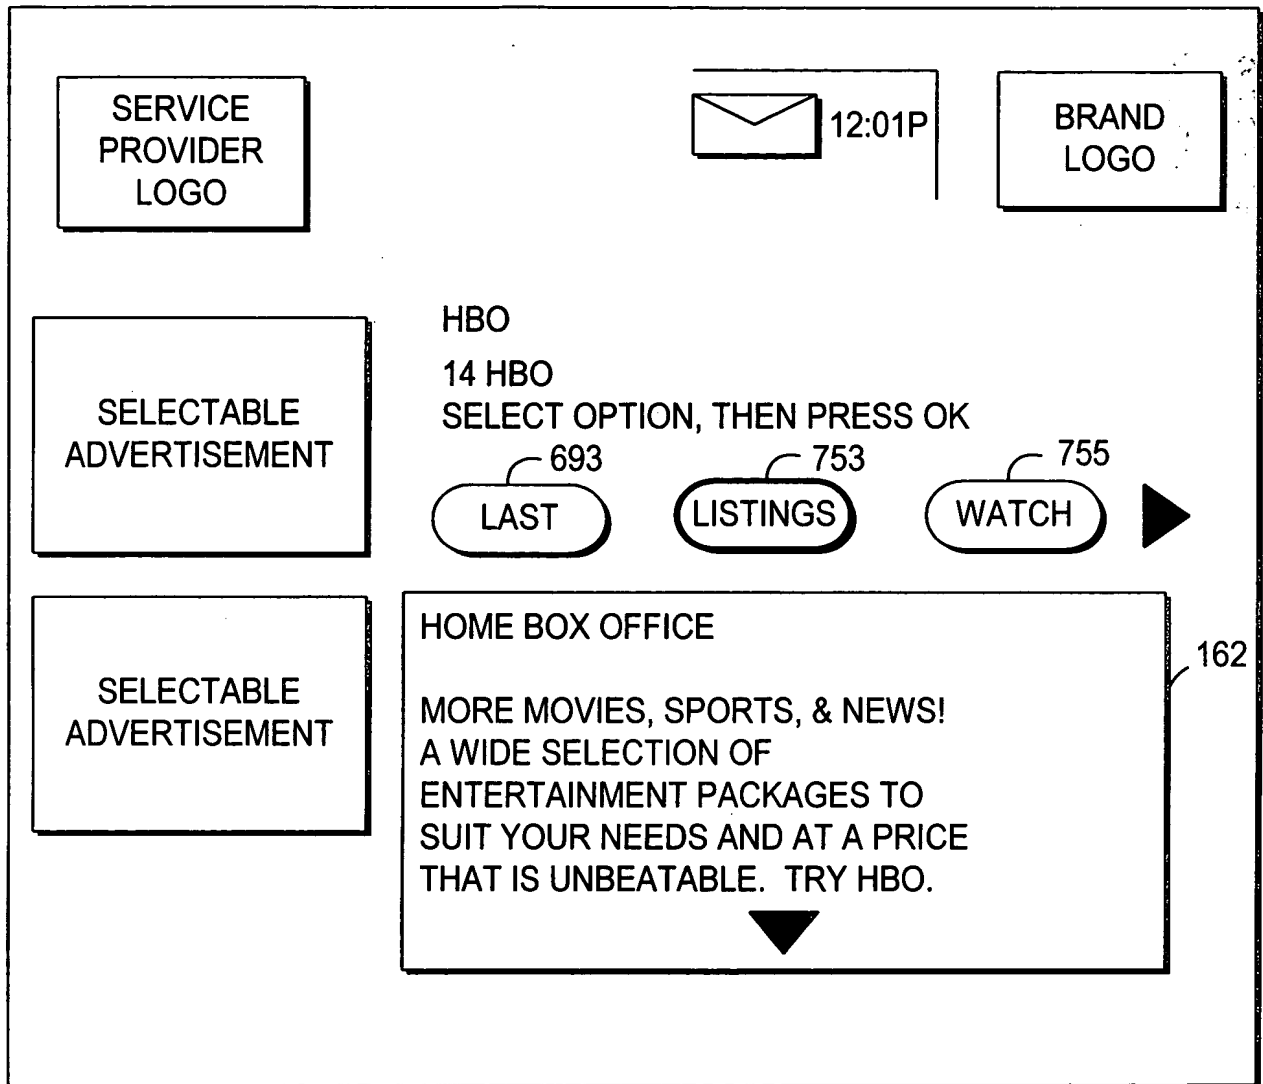 SERVICE
PROVIDER
LOGO
12:01P
BRAND
LOGO
SELECTABLE
ADVERTISEMENT
HBO
14 HBO
SELECT OPTION, THEN PRESS OK
693
753
755
LAST
LISTINGS
WATCH
SELECTABLE
ADVERTISEMENT
HOME BOX OFFICE
162
MORE MOVIES, SPORTS, & NEWS!
A WIDE SELECTION OF
ENTERTAINMENT PACKAGES TO
SUIT YOUR NEEDS AND AT A PRICE
THAT IS UNBEATABLE. TRY HBO.